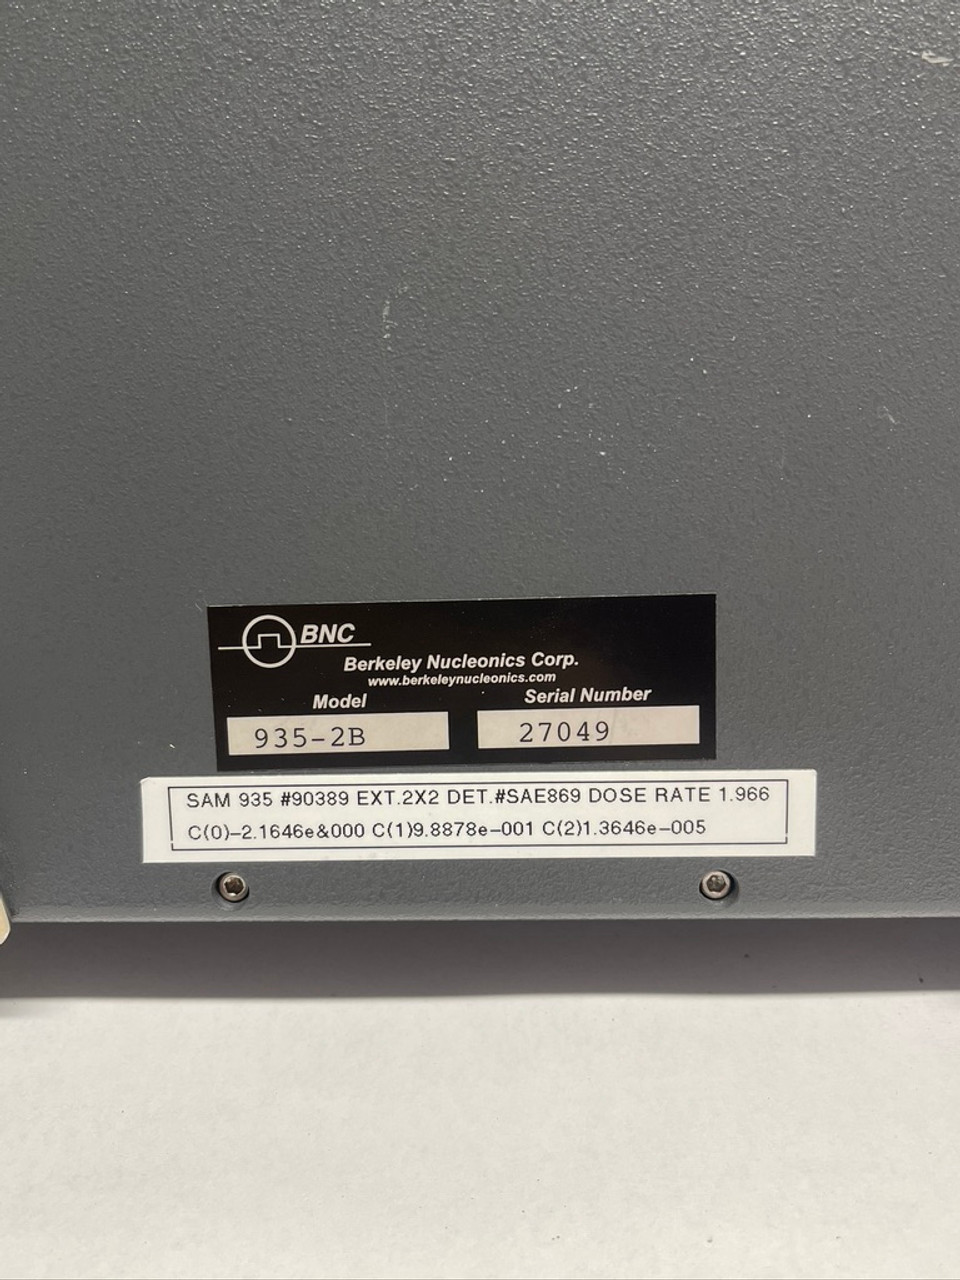 BNC
Berkeley Nucleonics Corp.
www.berkeleynucleonics.com
Model Serial Number
935-2B 27049
SAM 935 #90389 EXT.2X2 DET.#SAE869 DOSE RATE 1.966
C(0)-2.1646e&000 C(1)9.8878e-001 C(2)1.3646e-005